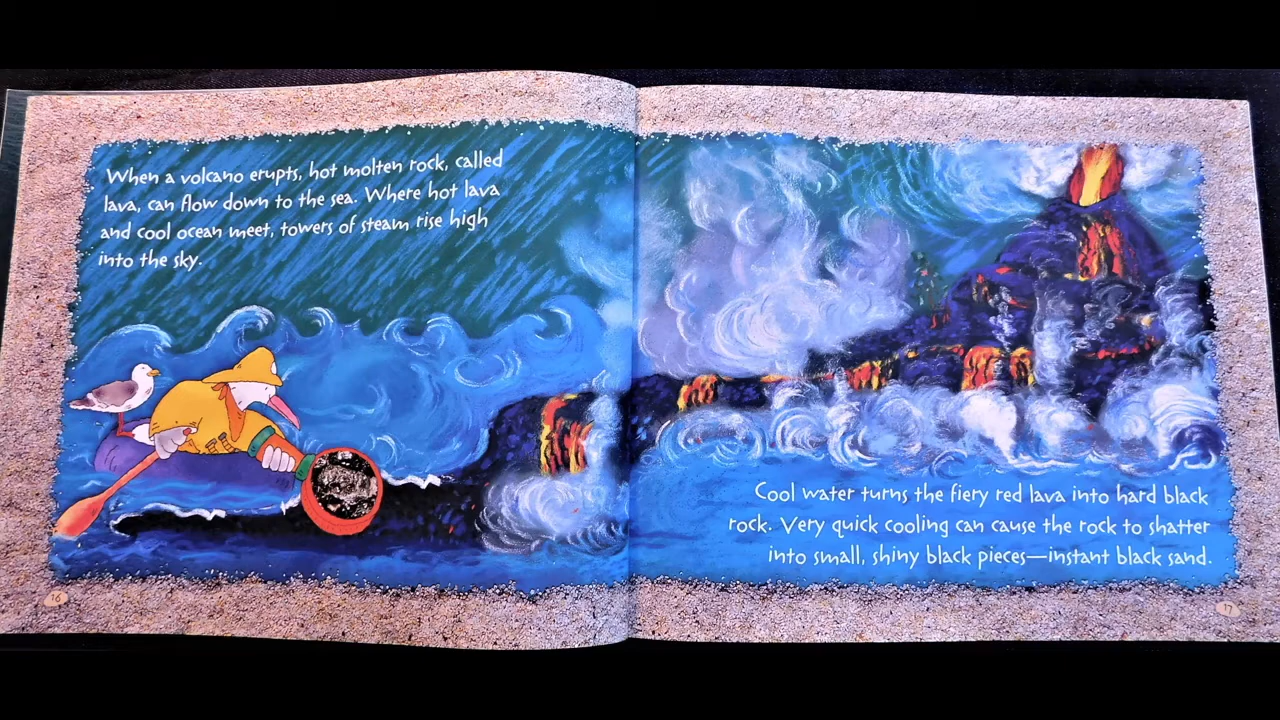 When a volcano erupts, hot molten rock, called
lava, can flow down to the sea. Where hot lava
and cool ocean meet, towers of steam rise high
into the sky.
16
Cool water turns the fiery red lava into hard black
rock. Very quick cooling can cause the rock to shatter
into small, shiny black pieces—instant black sand.
17